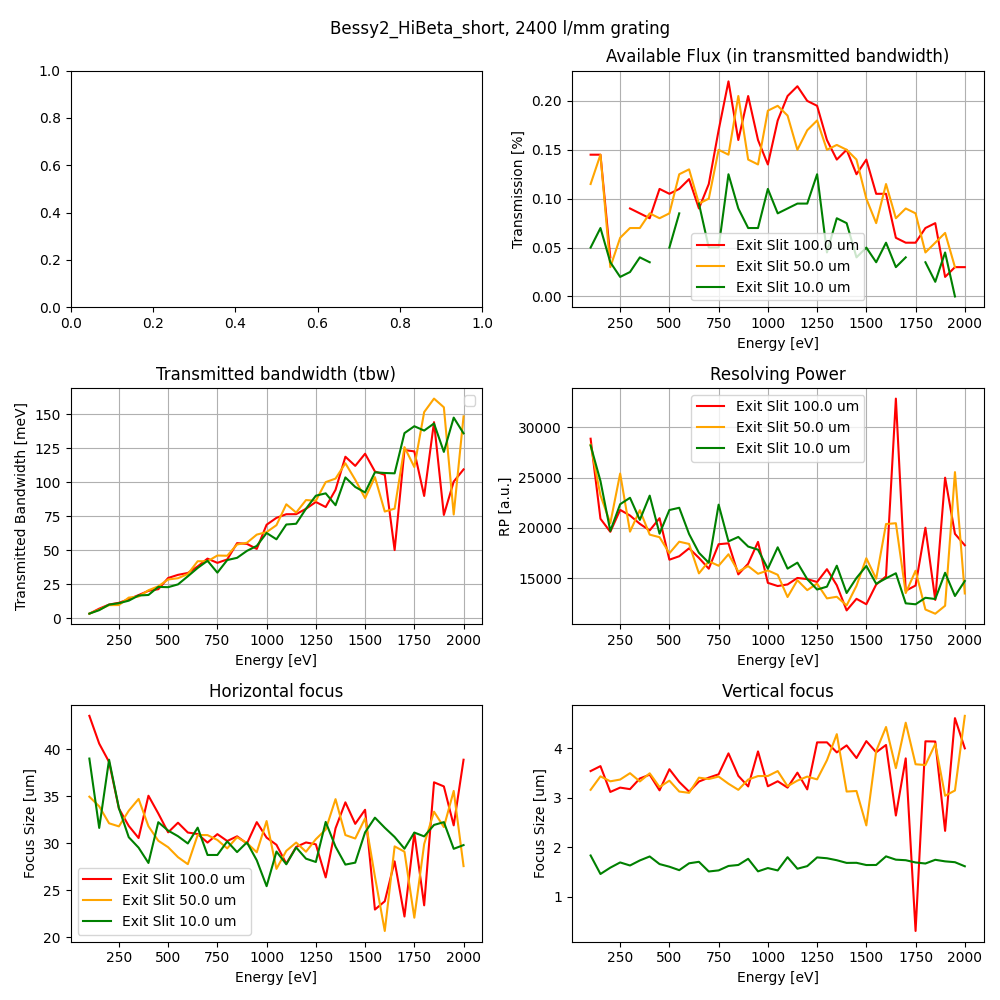 Bessy2_HiBeta_short, 2400 l/mm grating
1.0
0.8
0.6
0.4
0.2
0.0
0.0 0.2 0.4 0.6 0.8 1.0
Available Flux (in transmitted bandwidth)
Transmission [%]
0.20
0.15
0.10
0.05
0.00
Exit Slit 100.0 um
Exit Slit 50.0 um
Exit Slit 10.0 um
250 500 750 1000 1250 1500 1750 2000
Energy [eV]
Transmitted bandwidth (tbw)
Transmitted Bandwidth [meV]
150
125
100
75
50
25
0
250 500 750 1000 1250 1500 1750 2000
Energy [eV]
Resolving Power
RP [a.u.]
Exit Slit 100.0 um
Exit Slit 50.0 um
Exit Slit 10.0 um
30000
25000
20000
15000
250 500 750 1000 1250 1500 1750 2000
Energy [eV]
Horizontal focus
Focus Size [um]
40
35
30
25
20
Exit Slit 100.0 um
Exit Slit 50.0 um
Exit Slit 10.0 um
250 500 750 1000 1250 1500 1750 2000
Energy [eV]
Vertical focus
Focus Size [um]
4
3
2
1
250 500 750 1000 1250 1500 1750 2000
Energy [eV]